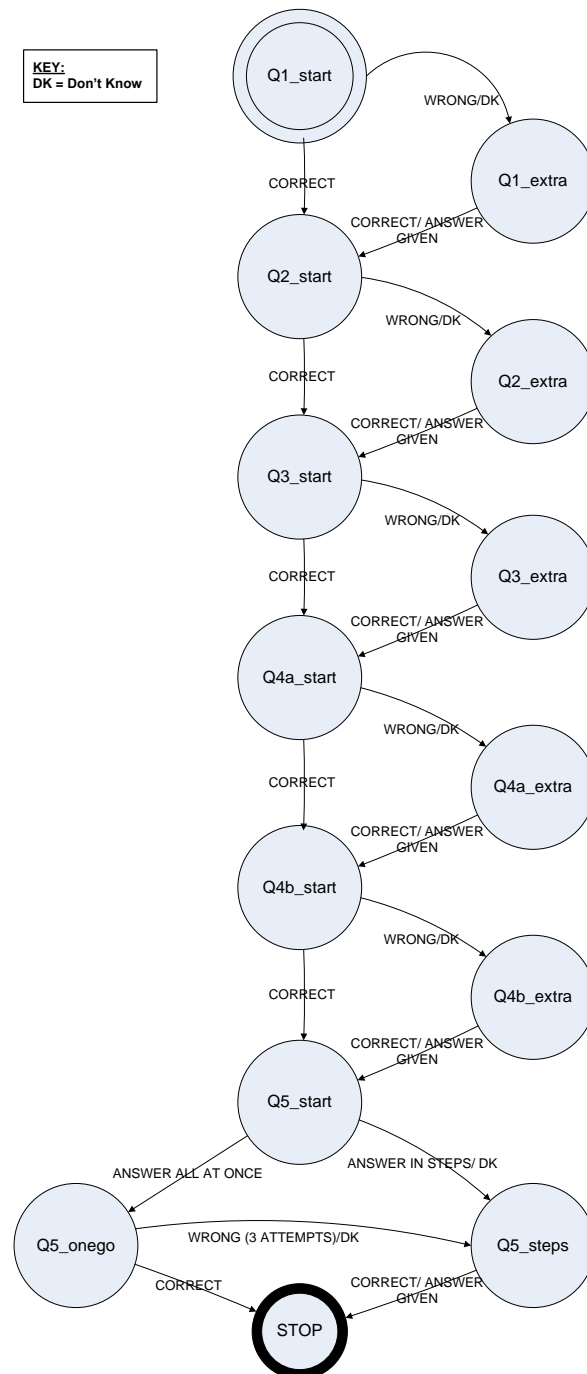 KEY:
DK = Don't Know
Q1_start
WRONG/DK
Q1_extra
CORRECT
CORRECT/ ANSWER
GIVEN
Q2_start
WRONG/DK
Q2_extra
CORRECT
CORRECT/ ANSWER
GIVEN
Q3_start
WRONG/DK
Q3_extra
CORRECT
CORRECT/ ANSWER
GIVEN
Q4a_start
WRONG/DK
Q4a_extra
CORRECT
CORRECT/ ANSWER
GIVEN
Q4b_start
WRONG/DK
Q4b_extra
CORRECT
CORRECT/ ANSWER
GIVEN
Q5_start
ANSWER ALL AT ONCE
ANSWER IN STEPS/ DK
Q5_onego
WRONG (3 ATTEMPTS)/DK
Q5_steps
CORRECT
CORRECT/ ANSWER
GIVEN
STOP